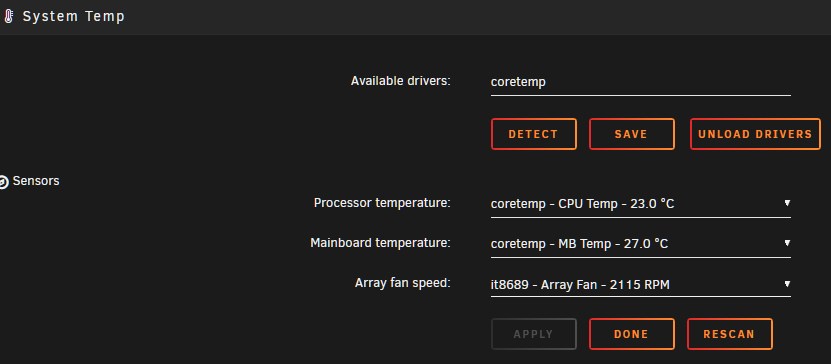 System Temp
Available drivers: coretemp
DETECT SAVE UNLOAD DRIVERS
Sensors
Processor temperature: coretemp - CPU Temp - 23.0 °C
Mainboard temperature: coretemp - MB Temp - 27.0 °C
Array fan speed: it8689 - Array Fan - 2115 RPM
APPLY DONE RESCAN